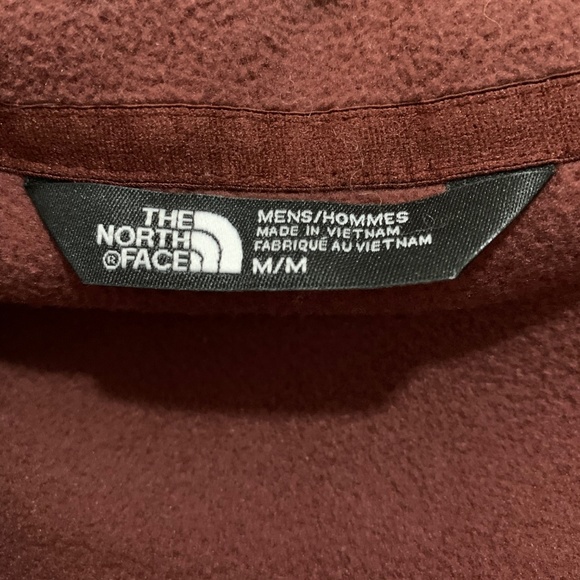 THE
NORTH
®FACE
MENS/HOMMES
MADE IN VIETNAM
FABRIQUÉ AU VIETNAM
M/M